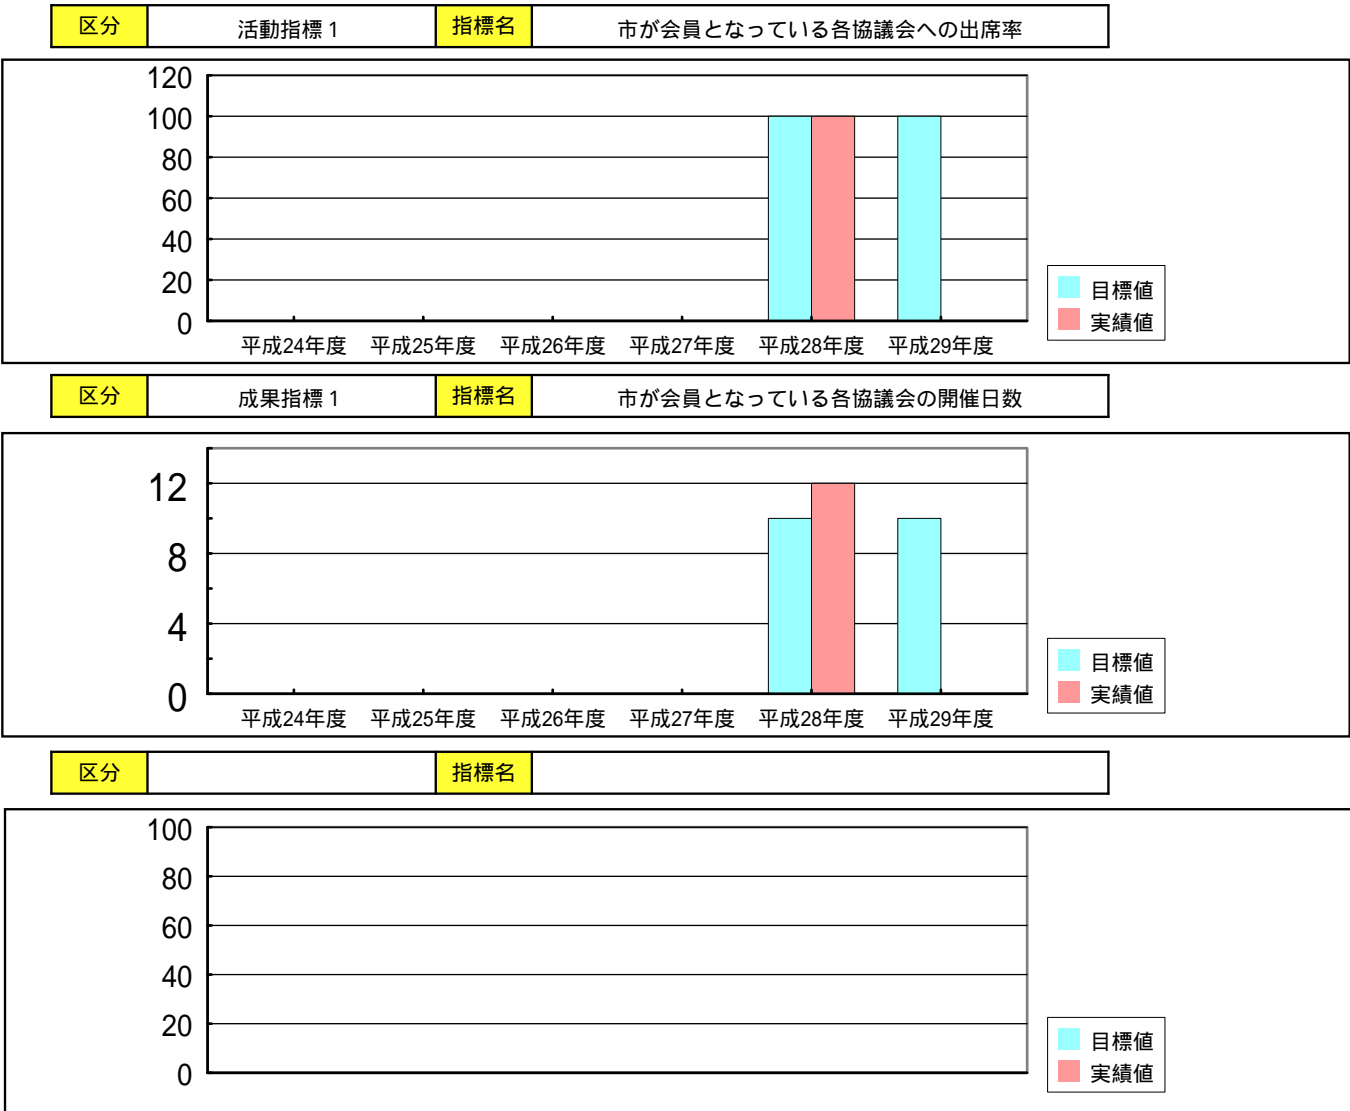 区分 活動指標1 指標名 市が会員となっている各協議会への出席率
120
100
80
60
40
20
0
平成24年度 平成25年度 平成26年度 平成27年度 平成28年度 平成29年度
目標値
実績値
区分 成果指標1 指標名 市が会員となっている各協議会の開催日数
12
8
4
0
平成24年度 平成25年度 平成26年度 平成27年度 平成28年度 平成29年度
目標値
実績値
区分 指標名
100
80
60
40
20
0
目標値
実績値